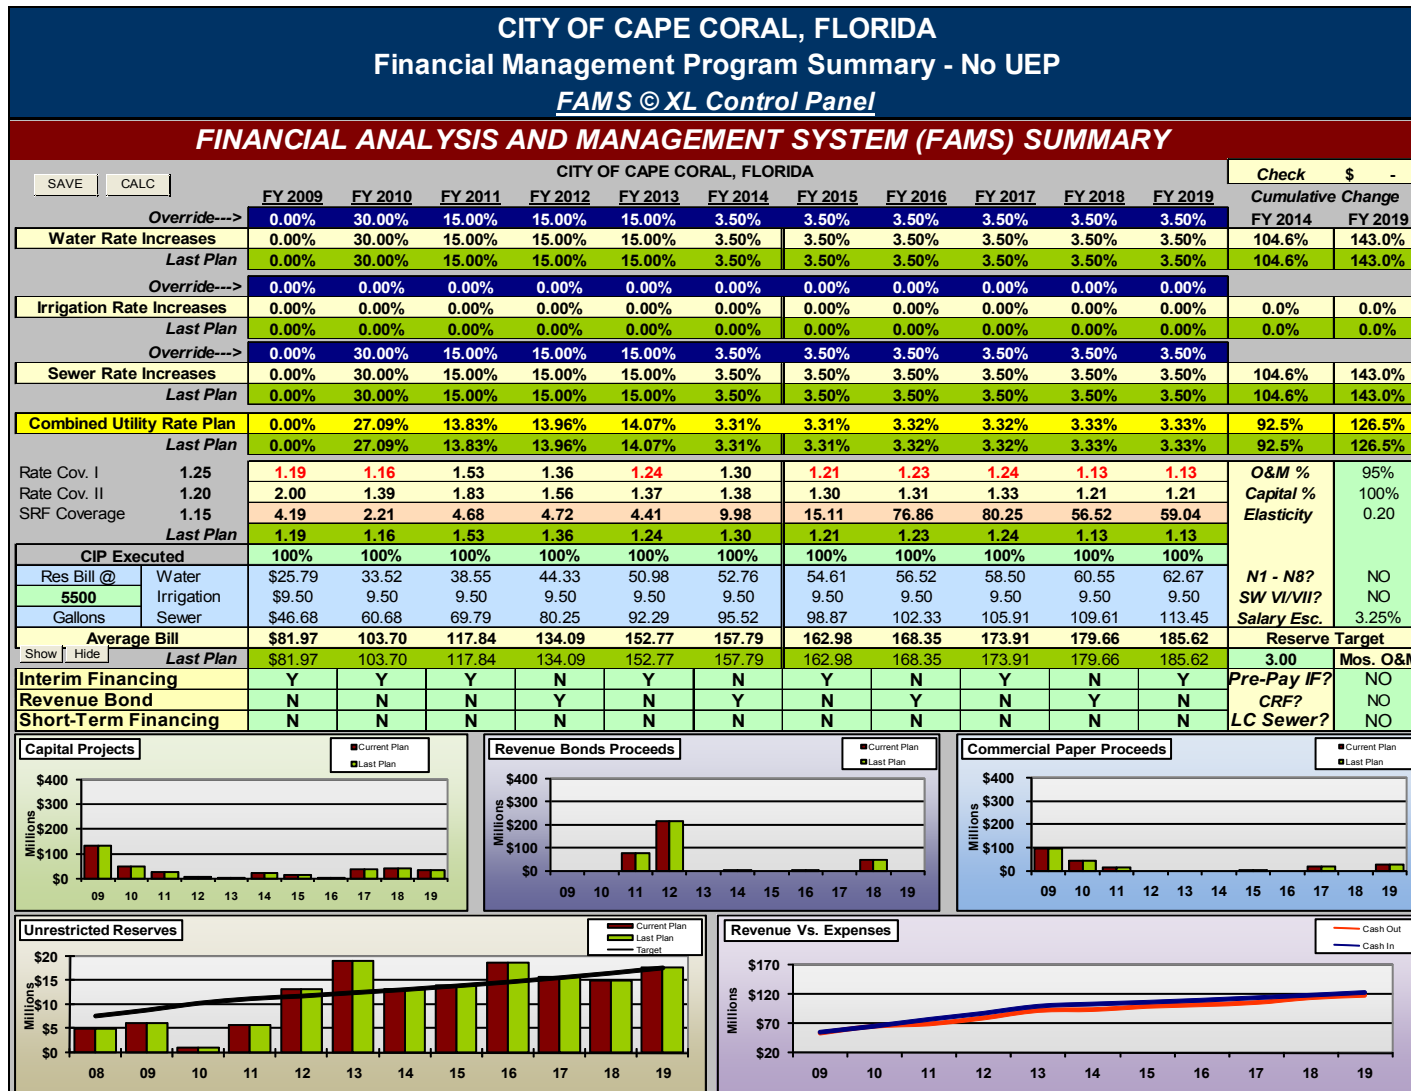 CITY OF CAPE CORAL, FLORIDA
Financial Management Program Summary - No UEP
FAMS © XL Control Panel
FINANCIAL ANALYSIS AND MANAGEMENT SYSTEM (FAMS) SUMMARY
SAVE CALC CITY OF CAPE CORAL, FLORIDA Check $ -
FY 2009 FY 2010 FY 2011 FY 2012 FY 2013 FY 2014 FY 2015 FY 2016 FY 2017 FY 2018 FY 2019 Cumulative Change
Override---> 0.00% 30.00% 15.00% 15.00% 15.00% 3.50% 3.50% 3.50% 3.50% 3.50% 3.50% FY 2014 FY 2019
Water Rate Increases 0.00% 30.00% 15.00% 15.00% 15.00% 3.50% 3.50% 3.50% 3.50% 3.50% 3.50% 104.6% 143.0%
Last Plan 0.00% 30.00% 15.00% 15.00% 15.00% 3.50% 3.50% 3.50% 3.50% 3.50% 3.50% 104.6% 143.0%
Override---> 0.00% 0.00% 0.00% 0.00% 0.00% 0.00% 0.00% 0.00% 0.00% 0.00% 0.00%
Irrigation Rate Increases 0.00% 0.00% 0.00% 0.00% 0.00% 0.00% 0.00% 0.00% 0.00% 0.00% 0.00% 0.0% 0.0%
Last Plan 0.00% 0.00% 0.00% 0.00% 0.00% 0.00% 0.00% 0.00% 0.00% 0.00% 0.00% 0.0% 0.0%
Override---> 0.00% 30.00% 15.00% 15.00% 15.00% 3.50% 3.50% 3.50% 3.50% 3.50% 3.50%
Sewer Rate Increases 0.00% 30.00% 15.00% 15.00% 15.00% 3.50% 3.50% 3.50% 3.50% 3.50% 3.50% 104.6% 143.0%
Last Plan 0.00% 30.00% 15.00% 15.00% 15.00% 3.50% 3.50% 3.50% 3.50% 3.50% 3.50% 104.6% 143.0%
Combined Utility Rate Plan 0.00% 27.09% 13.83% 13.96% 14.07% 3.31% 3.31% 3.32% 3.32% 3.33% 3.33% 92.5% 126.5%
Last Plan 0.00% 27.09% 13.83% 13.96% 14.07% 3.31% 3.31% 3.32% 3.32% 3.33% 3.33% 92.5% 126.5%
Rate Cov. I 1.25 1.19 1.16 1.53 1.36 1.24 1.30 1.21 1.23 1.24 1.13 1.13 O&M % 95%
Rate Cov. II 1.20 2.00 1.39 1.83 1.56 1.37 1.38 1.30 1.31 1.33 1.21 1.21 Capital % 100%
SRF Coverage 1.15 4.19 2.21 4.68 4.72 4.41 9.98 15.11 76.86 80.25 56.52 59.04 Elasticity 0.20
Last Plan 1.19 1.16 1.53 1.36 1.24 1.30 1.21 1.23 1.24 1.13 1.13
CIP Executed 100% 100% 100% 100% 100% 100% 100% 100% 100% 100% 100%
Res Bill @ Water $25.79 33.52 38.55 44.33 50.98 52.76 54.61 56.52 58.50 60.55 62.67 N1 - N8? NO
5500 Irrigation $9.50 9.50 9.50 9.50 9.50 9.50 9.50 9.50 9.50 9.50 9.50 SW VI/VII? NO
Gallons Sewer $46.68 60.68 69.79 80.25 92.29 95.52 98.87 102.33 105.91 109.61 113.45 Salary Esc. 3.25%
Average Bill $81.97 103.70 117.84 134.09 152.77 157.79 162.98 168.35 173.91 179.66 185.62 Reserve Target
Show Hide Last Plan $81.97 103.70 117.84 134.09 152.77 157.79 162.98 168.35 173.91 179.66 185.62 3.00 Mos. O&M
Interim Financing Y Y Y N Y N Y N Y N Y Pre-Pay IF? NO
Revenue Bond N N N Y N Y N Y N Y N CRF? NO
Short-Term Financing N N N N N N N N N N N LC Sewer? NO
Capital Projects
Current Plan
Last Plan
Millions
$400
$300
$200
$100
$0
09 10 11 12 13 14 15 16 17 18 19
Revenue Bonds Proceeds
Current Plan
Last Plan
Millions
$400
$300
$200
$100
$0
09 10 11 12 13 14 15 16 17 18 19
Commercial Paper Proceeds
Current Plan
Last Plan
Millions
$400
$300
$200
$100
$0
09 10 11 12 13 14 15 16 17 18 19
Unrestricted Reserves
Current Plan
Last Plan
Target
Millions
$20
$15
$10
$5
$0
08 09 10 11 12 13 14 15 16 17 18 19
Revenue Vs. Expenses
Cash Out
Cash In
Millions
$170
$120
$70
$20
09 10 11 12 13 14 15 16 17 18 19